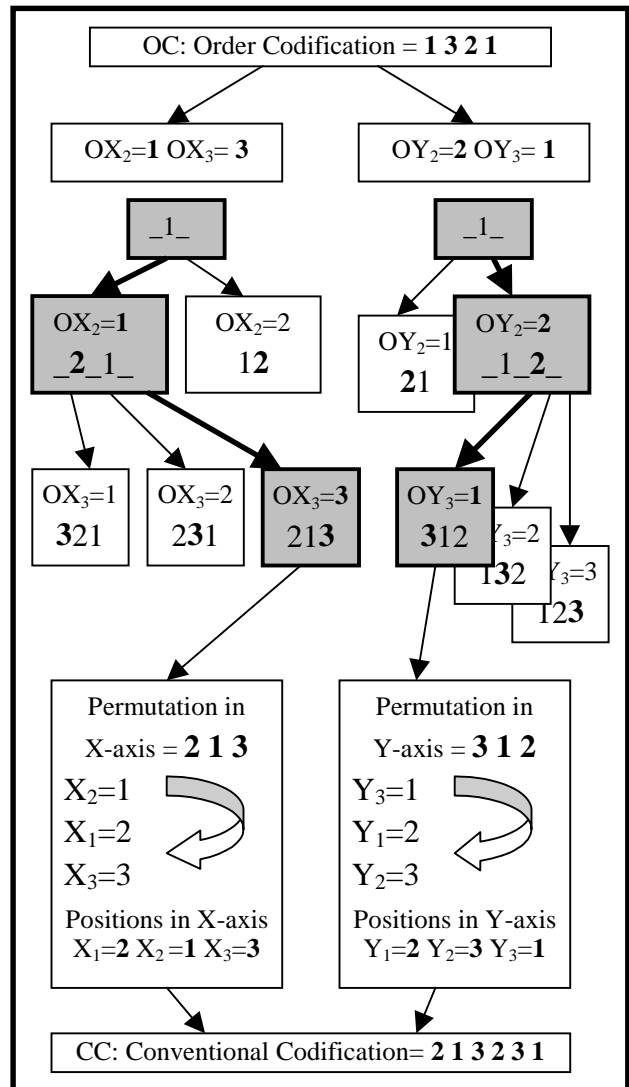 OC: Order Codification = 1 3 2 1
OX₂=1 OX₃= 3
OY₂=2 OY₃= 1
_1_
_1_
OX₂=1
_2_1_
OX₂=2
12
OY₂=1
21
OY₂=2
_1_2_
OX₃=1
321
OX₃=2
231
OX₃=3
213
OY₃=1
312
Y₃=2
132
Y₃=3
123
Permutation in
X-axis = 2 1 3
X₂=1
X₁=2
X₃=3
Positions in X-axis
X₁=2 X₂=1 X₃=3
Permutation in
Y-axis = 3 1 2
Y₃=1
Y₁=2
Y₂=3
Positions in Y-axis
Y₁=2 Y₂=3 Y₃=1
CC: Conventional Codification= 2 1 3 2 3 1